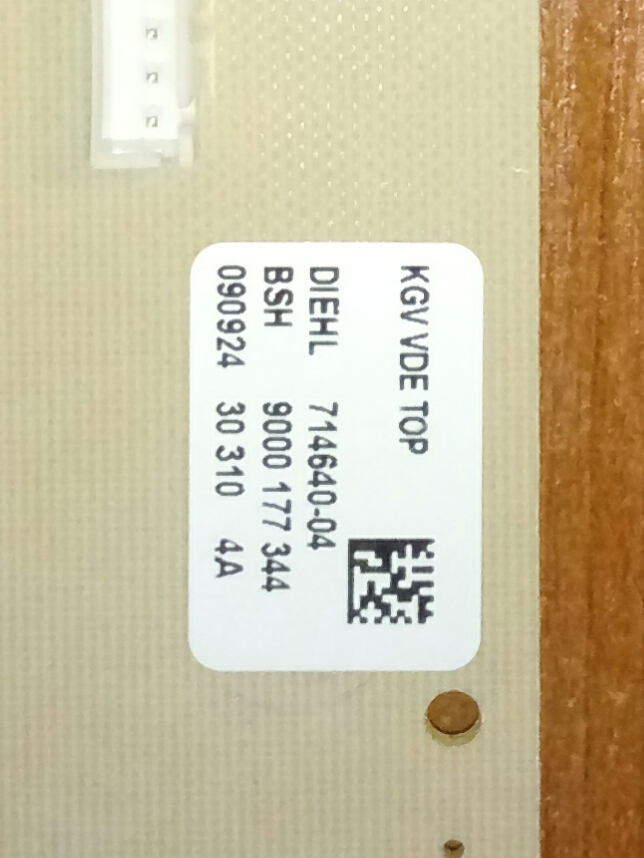 KGV VDE TOP
DIEHL 714640-04
BSH 9000 177 344
090924 30 310 4A